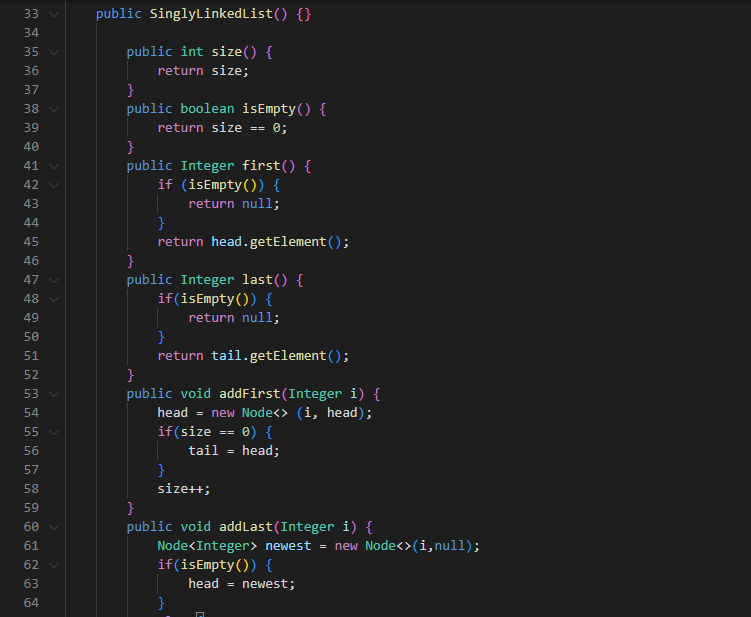 33 public SinglyLinkedList() {}
34
35 public int size() {
36 return size;
37 }
38 public boolean isEmpty() {
39 return size == 0;
40 }
41 public Integer first() {
42 if (isEmpty()) {
43 return null;
44 }
45 return head.getElement();
46 }
47 public Integer last() {
48 if(isEmpty()) {
49 return null;
50 }
51 return tail.getElement();
52 }
53 public void addFirst(Integer i) {
54 head = new Node<> (i, head);
55 if(size == 0) {
56 tail = head;
57 }
58 size++;
59 }
60 public void addLast(Integer i) {
61 Node<Integer> newest = new Node<>(i,null);
62 if(isEmpty()) {
63 head = newest;
64 }